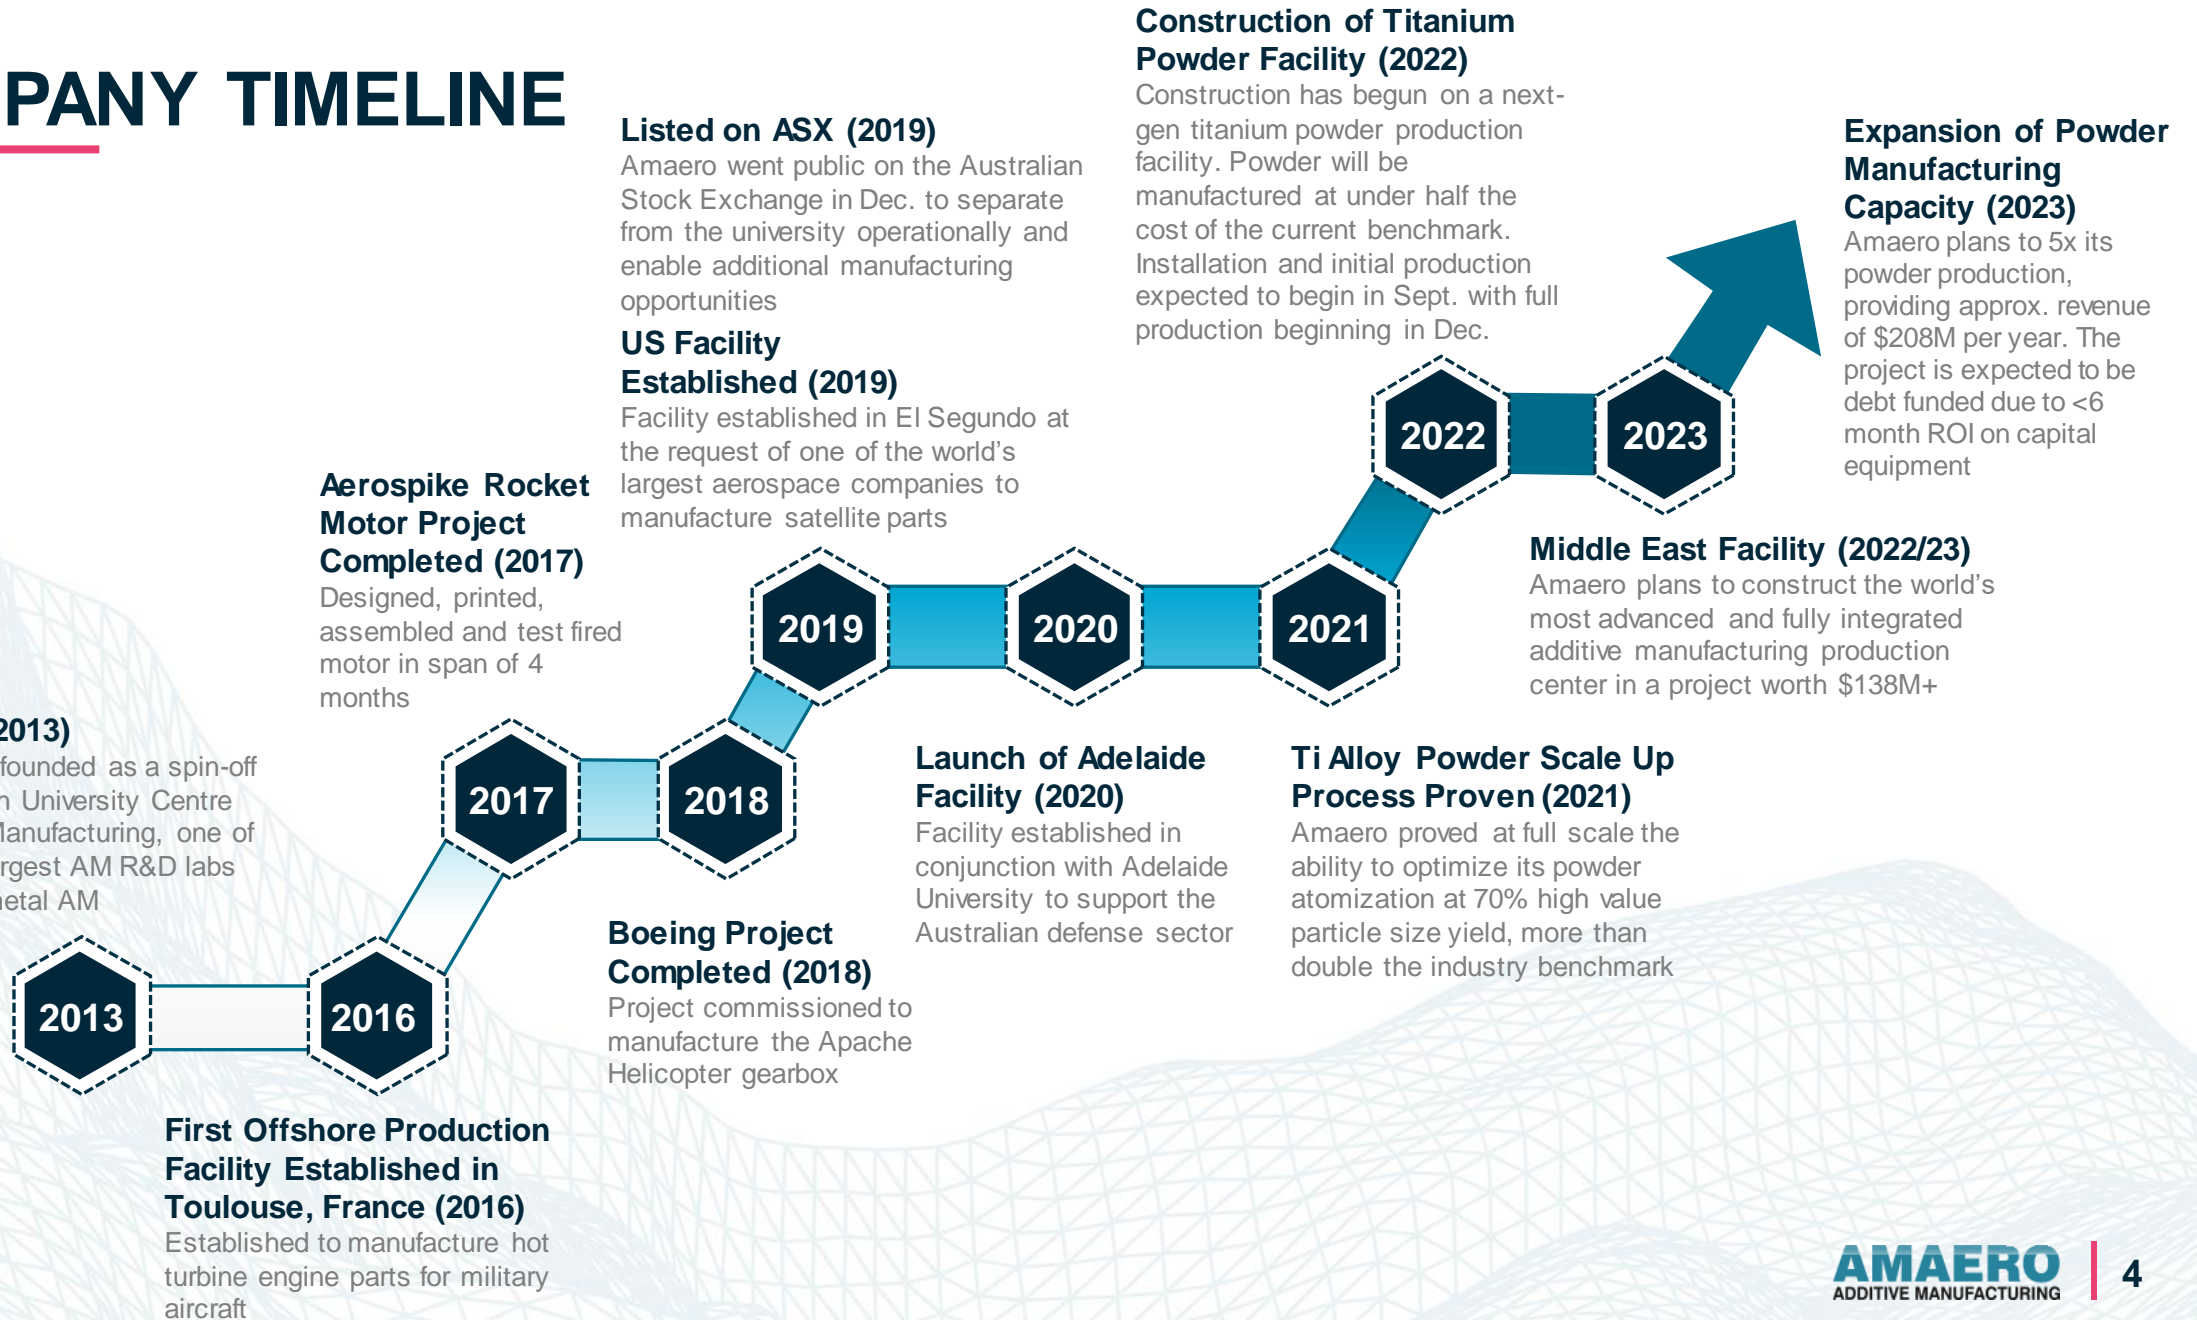 PANY TIMELINE
2013)
founded as a spin-off
University Centre
Manufacturing, one of
AM R&D labs
AM
2013
First Offshore Production
Facility Established in
Toulouse, France (2016)
Established to manufacture hot
turbine engine parts for military
aircraft
2016
Aerospike Rocket
Motor Project
Completed (2017)
Designed, printed,
assembled and test fired
motor in span of 4
months
2017
Boeing Project
Completed (2018)
Project commissioned to
manufacture the Apache
Helicopter gearbox
2018
Listed on ASX (2019)
Amaero went public on the Australian
Stock Exchange in Dec. to separate
from the university operationally and
enable additional manufacturing
opportunities
US Facility
Established (2019)
Facility established in El Segundo at
the request of one of the world's
largest aerospace companies to
manufacture satellite parts
2019
Launch of Adelaide
Facility (2020)
Facility established in
conjunction with Adelaide
University to support the
Australian defense sector
2020
Ti Alloy Powder Scale Up
Process Proven (2021)
Amaero proved at full scale the
ability to optimize its powder
atomization at 70% high value
particle size yield, more than
double the industry benchmark
2021
Construction of Titanium
Powder Facility (2022)
Construction has begun on a next-
gen titanium powder production
facility. Powder will be
manufactured at under half the
cost of the current benchmark.
Installation and initial production
expected to begin in Sept. with full
production beginning in Dec.
2022
Middle East Facility (2022/23)
Amaero plans to construct the world's
most advanced and fully integrated
additive manufacturing production
center in a project worth $138M+
2023
Expansion of Powder
Manufacturing
Capacity (2023)
Amaero plans to 5x its
powder production,
providing approx. revenue
of $208M per year. The
project is expected to be
debt funded due to <6
month ROI on capital
equipment
AMAERO
ADDITIVE MANUFACTURING
4